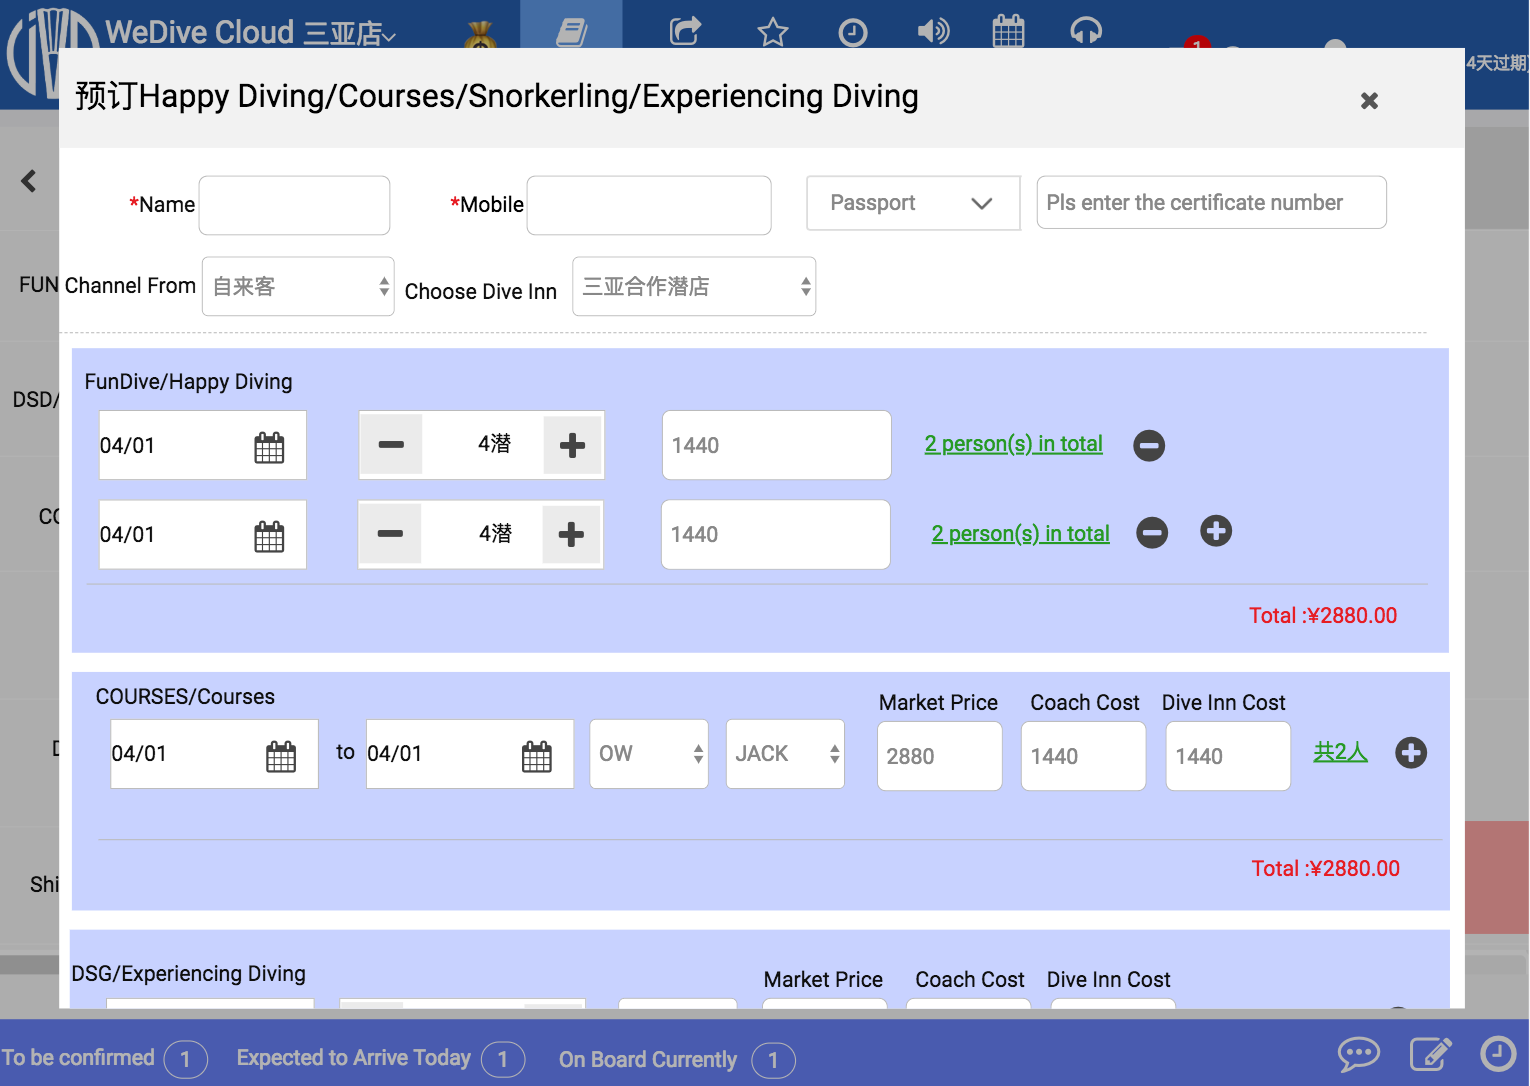 WeDive Cloud 三亚店
1
4天过期
预订Happy Diving/Courses/Snorkerling/Experiencing Diving
*Name
*Mobile
Passport
Pls enter the certificate number
FUN
Channel From
自来客
Choose Dive Inn
三亚合作潜店
FunDive/Happy Diving
DSD/
04/01
4潜
1440
2 person(s) in total
04/01
4潜
1440
2 person(s) in total
Total :¥2880.00
COURSES/Courses
Market Price
Coach Cost
Dive Inn Cost
04/01
to
04/01
OW
JACK
2880
1440
1440
共2人
Total :¥2880.00
Shi
DSG/Experiencing Diving
Market Price
Coach Cost
Dive Inn Cost
To be confirmed 1
Expected to Arrive Today 1
On Board Currently 1